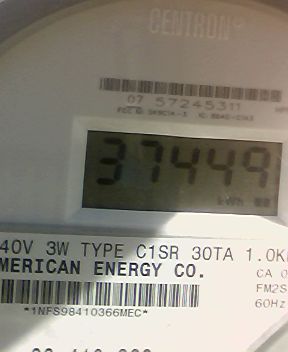 CENTRON®
07 57245311
37449
kWh
40V 3W TYPE C1SR 30TA 1.0K
MERICAN ENERGY CO.
CA 0
FM2S
60Hz
*1NFS98410366MEC*